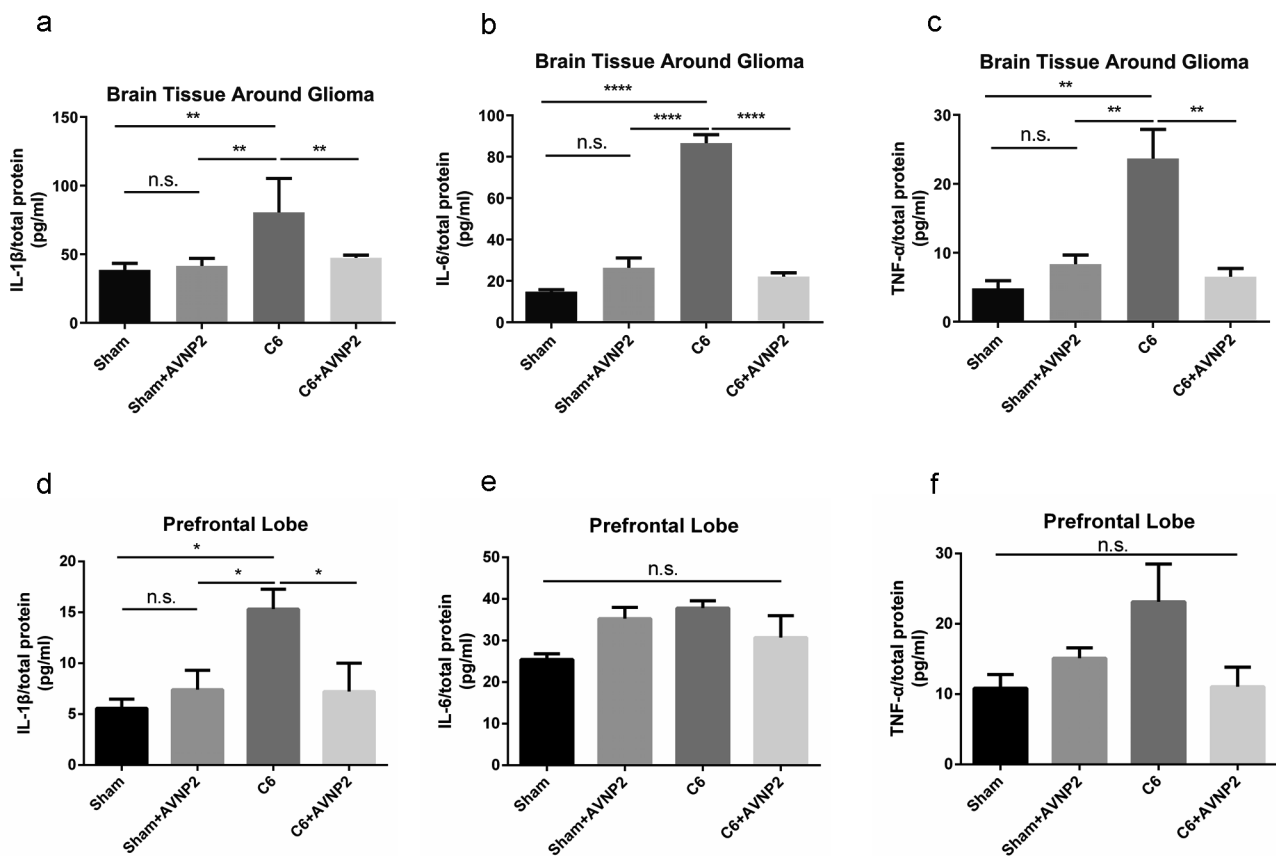 a
Brain Tissue Around Glioma
**
**
**
n.s.
150
100
50
0
IL-1β/total protein
(pg/ml)
Sham
Sham+AVNP2
C6
C6+AVNP2
b
Brain Tissue Around Glioma
****
****
****
n.s.
100
80
60
40
20
0
IL-6/total protein
(pg/ml)
Sham
Sham+AVNP2
C6
C6+AVNP2
c
Brain Tissue Around Glioma
**
**
**
n.s.
30
20
10
0
TNF-α/total protein
(pg/ml)
Sham
Sham+AVNP2
C6
C6+AVNP2
d
Prefrontal Lobe
*
*
*
n.s.
20
15
10
5
0
IL-1β/total protein
(pg/ml)
Sham
Sham+AVNP2
C6
C6+AVNP2
e
Prefrontal Lobe
n.s.
50
40
30
20
10
0
IL-6/total protein
(pg/ml)
Sham
Sham+AVNP2
C6
C6+AVNP2
f
Prefrontal Lobe
n.s.
30
20
10
0
TNF-α/total protein
(pg/ml)
Sham
Sham+AVNP2
C6
C6+AVNP2